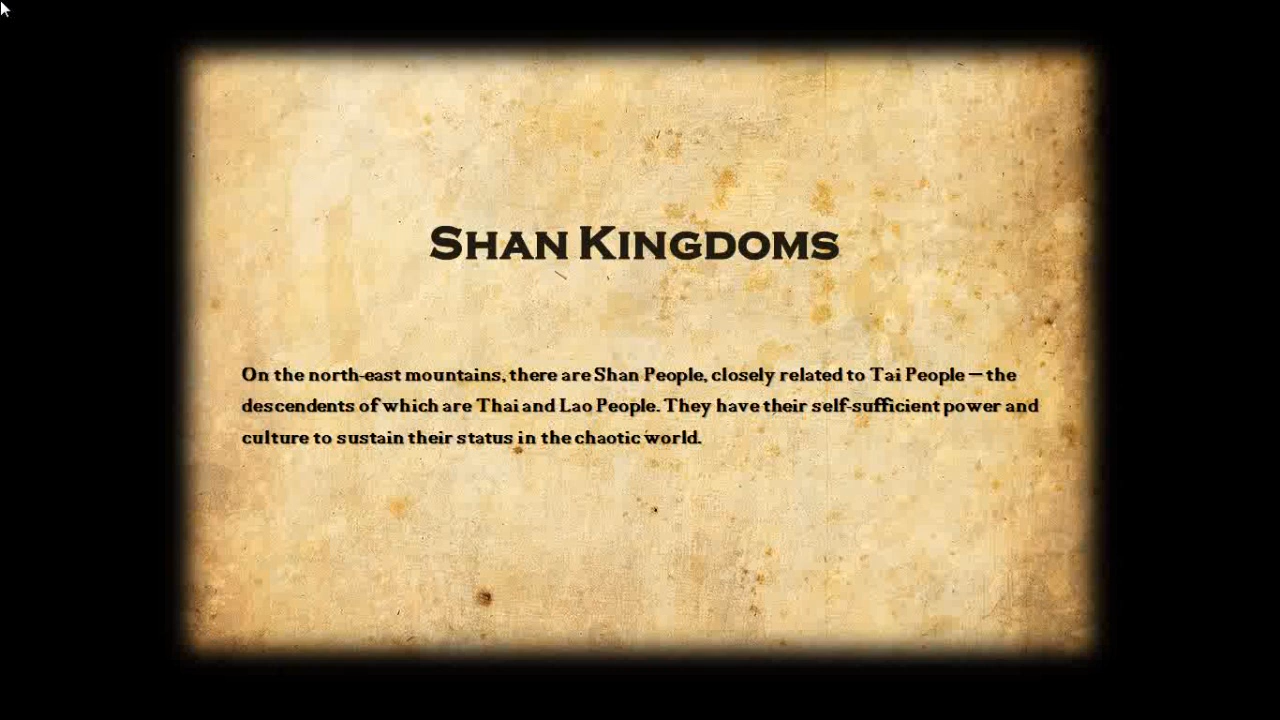 Shan Kingdoms
On the north-east mountains, there are Shan People, closely related to Tai People — the
descendents of which are Thai and Lao People. They have their self-sufficient power and
culture to sustain their status in the chaotic world.